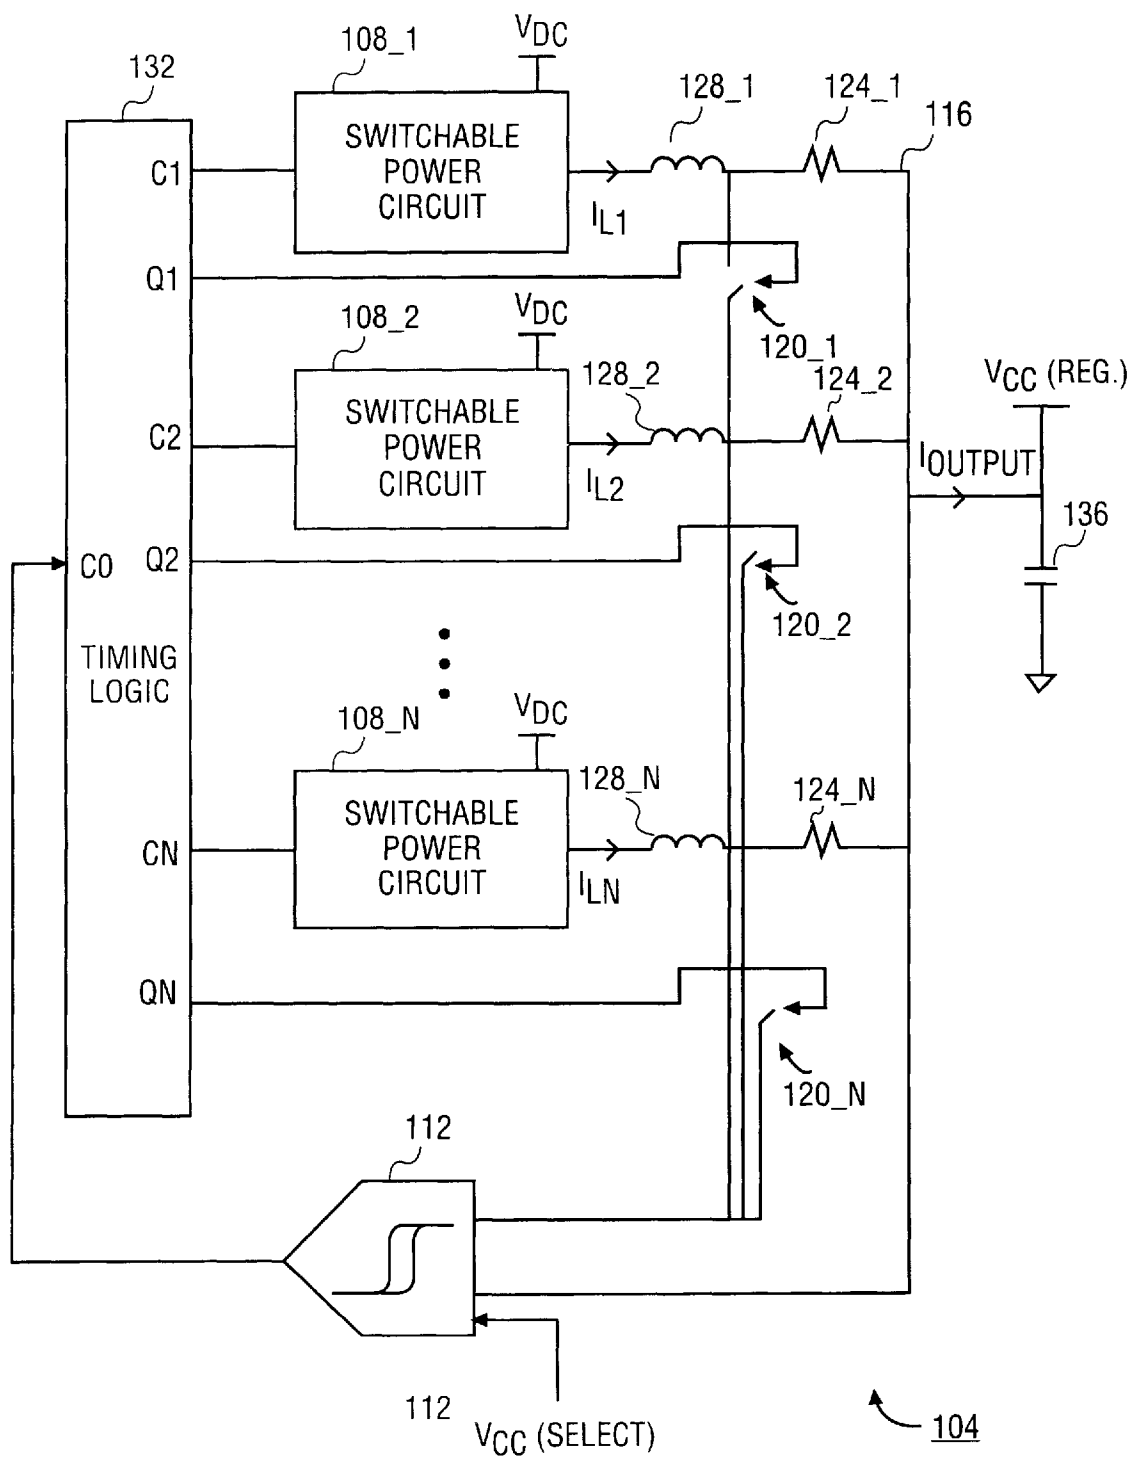 132
108_1
VDC
128_1
124_1
116
C1
SWITCHABLE
POWER
CIRCUIT
IL1
Q1
108_2
VDC
120_1
128_2
124_2
VCC (REG.)
C2
SWITCHABLE
POWER
CIRCUIT
IL2
IOUTPUT
136
C0
Q2
120_2
TIMING
LOGIC
108_N
VDC
128_N
124_N
CN
SWITCHABLE
POWER
CIRCUIT
ILN
QN
120_N
112
112
VCC (SELECT)
104